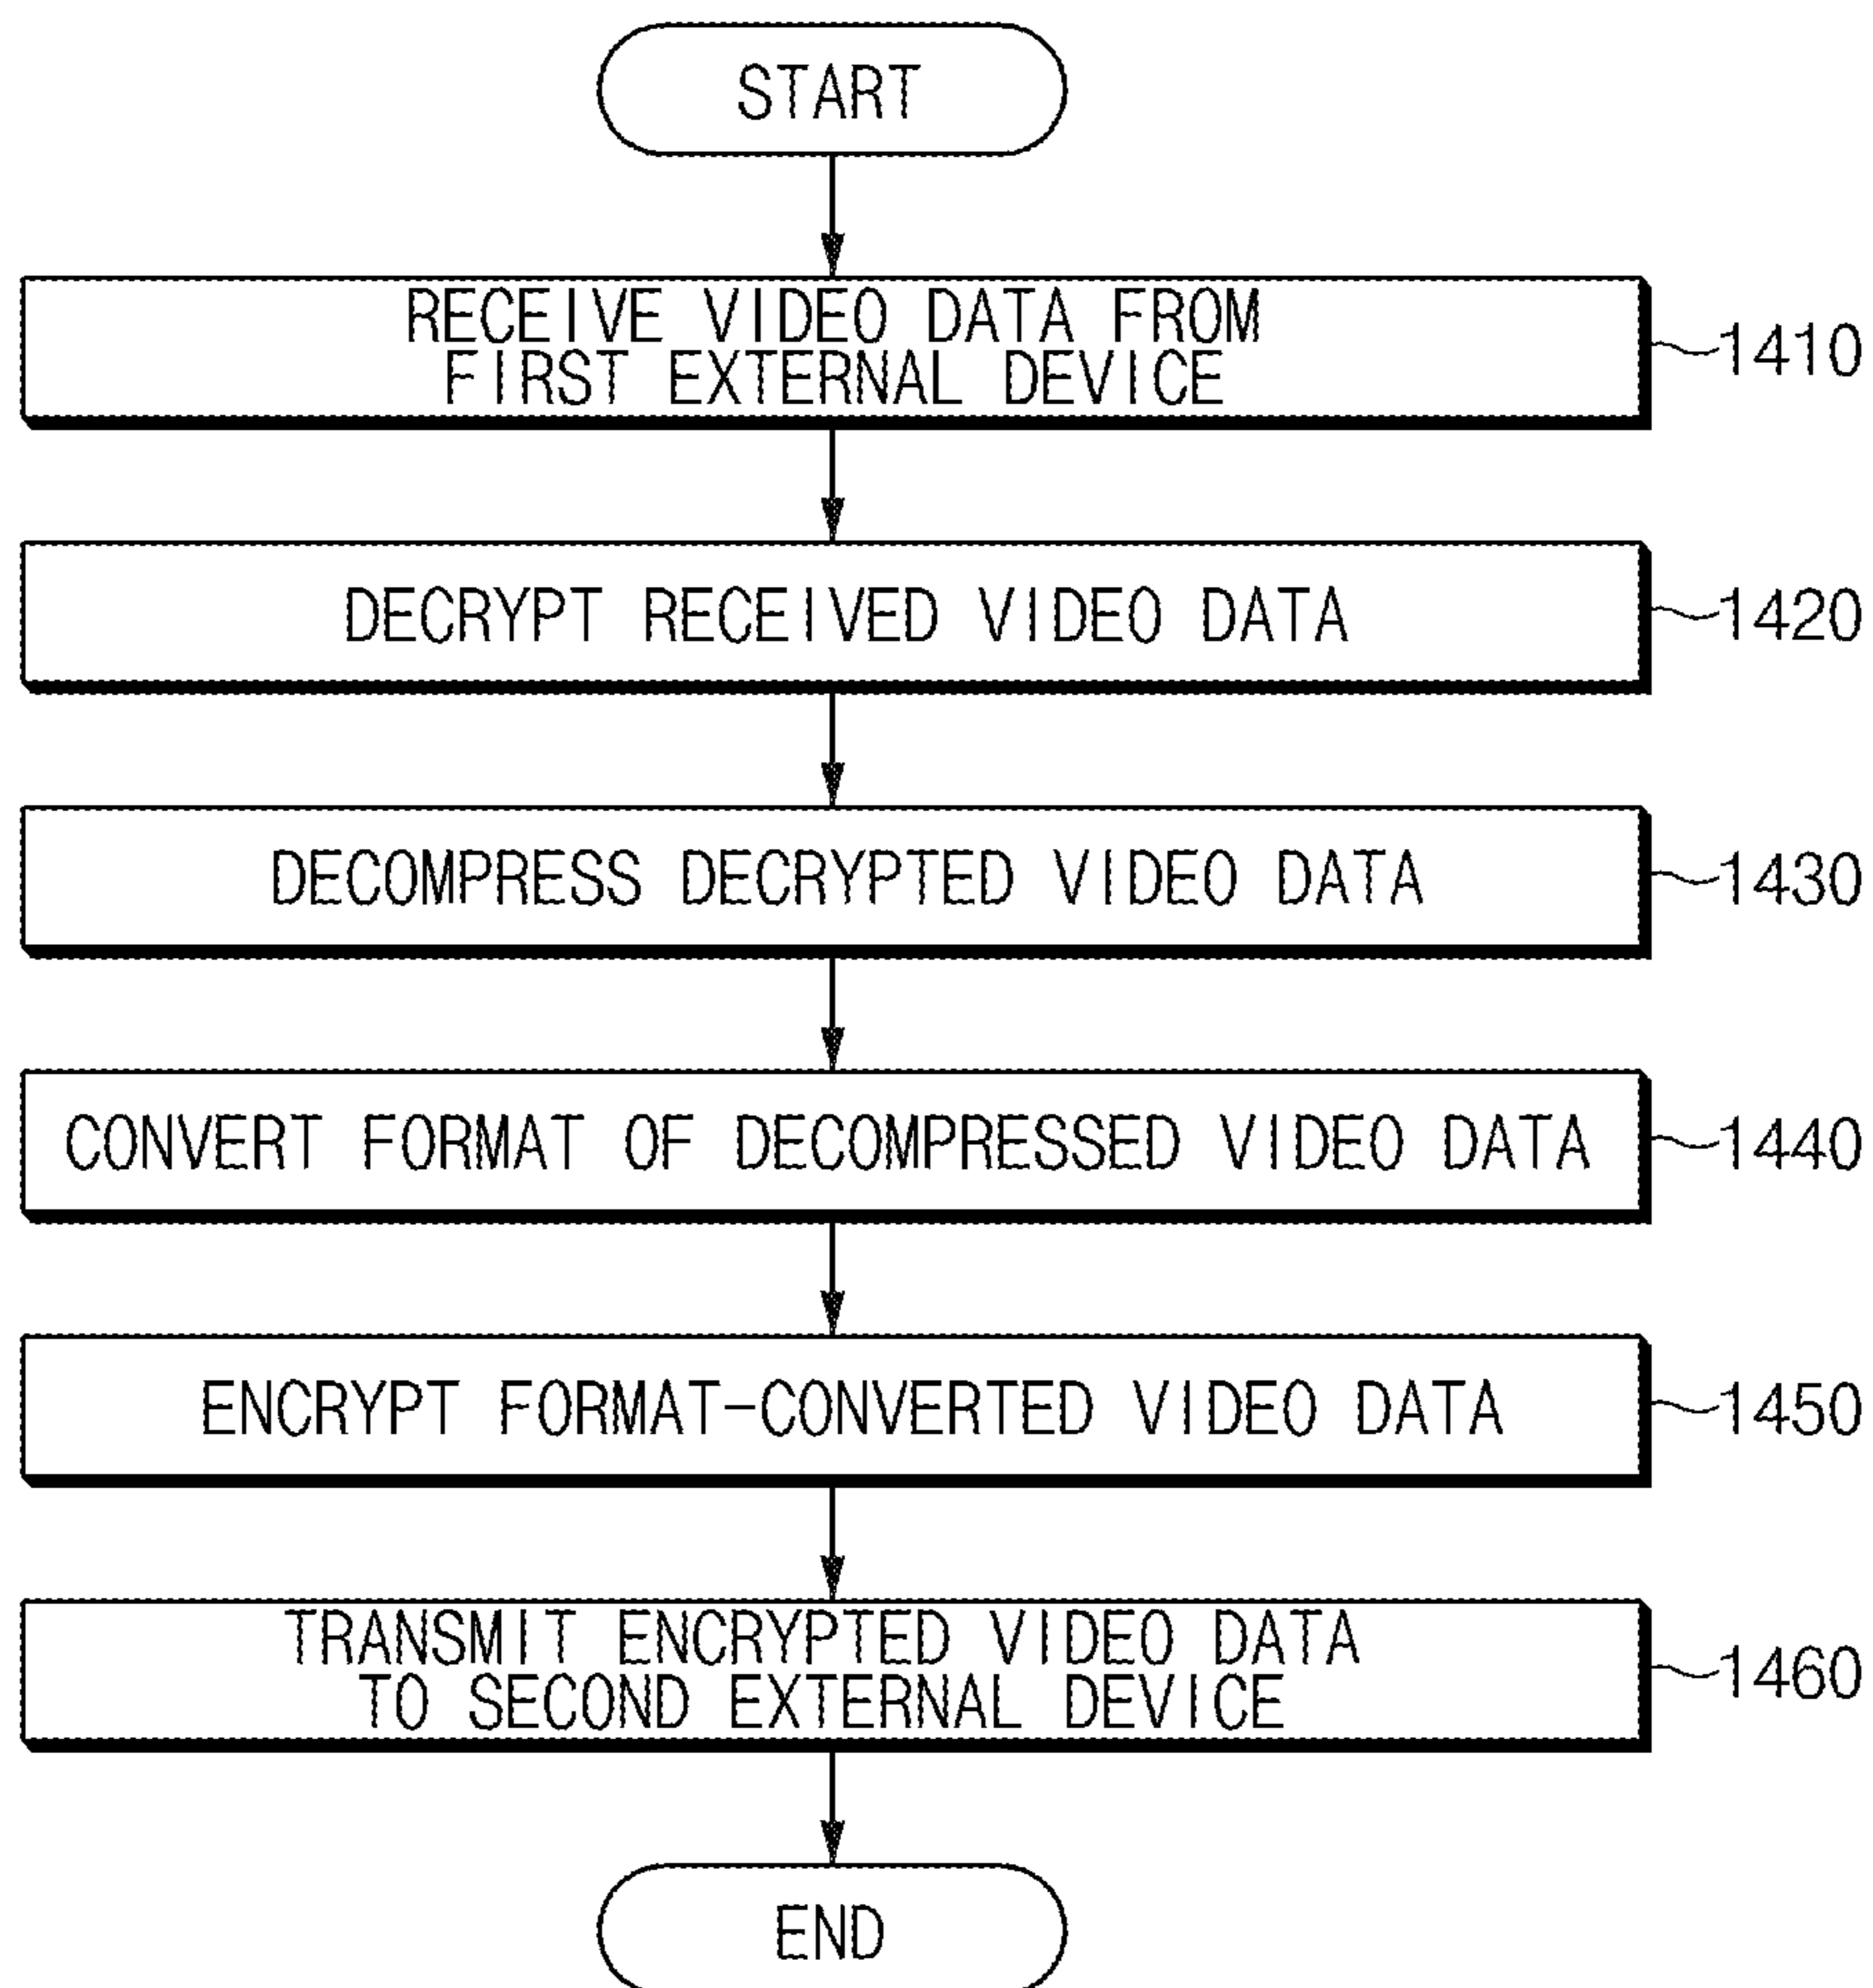 START
RECEIVE VIDEO DATA FROM
FIRST EXTERNAL DEVICE
1410
DECRYPT RECEIVED VIDEO DATA
1420
DECOMPRESS DECRYPTED VIDEO DATA
1430
CONVERT FORMAT OF DECOMPRESSED VIDEO DATA
1440
ENCRYPT FORMAT-CONVERTED VIDEO DATA
1450
TRANSMIT ENCRYPTED VIDEO DATA
TO SECOND EXTERNAL DEVICE
1460
END